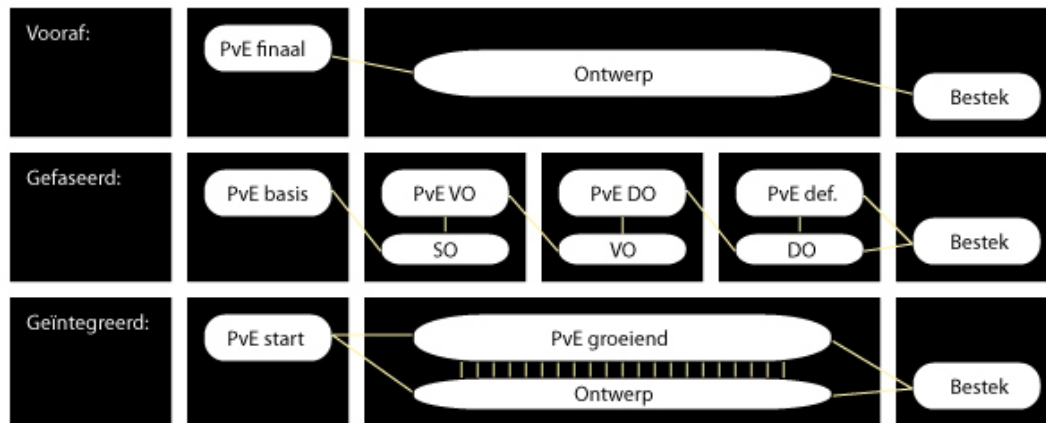 Vooraf:
PvE finaal
Ontwerp
Bestek
Gefaseerd:
PvE basis
PvE VO
PvE DO
PvE def.
SO
VO
DO
Bestek
Geïntegreerd:
PvE start
PvE groeiend
Ontwerp
Bestek